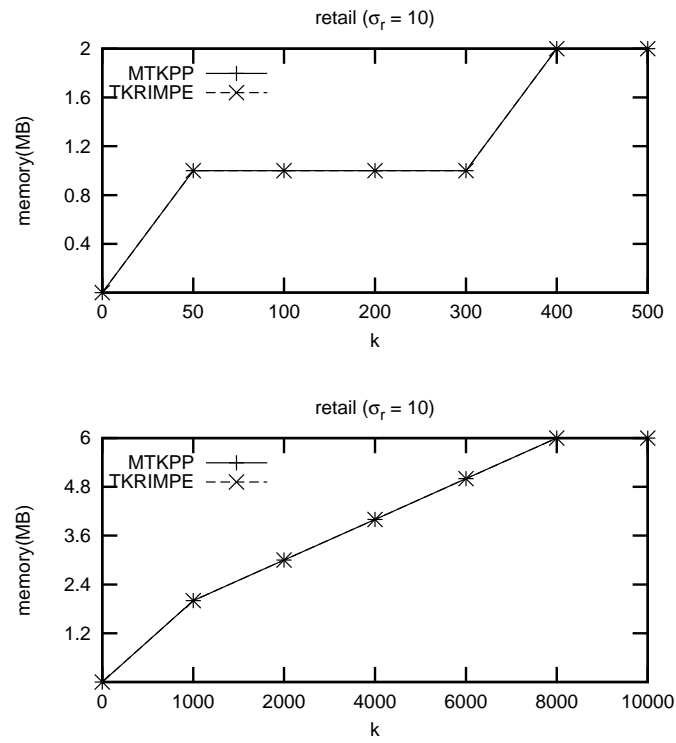 retail (σr = 10)
MTKPP
TKRIMPE
memory(MB)
2
1.6
1.2
0.8
0.4
0 50 100 200 300 400 500
k
retail (σr = 10)
MTKPP
TKRIMPE
memory(MB)
6
4.8
3.6
2.4
1.2
0 1000 2000 4000 6000 8000 10000
k